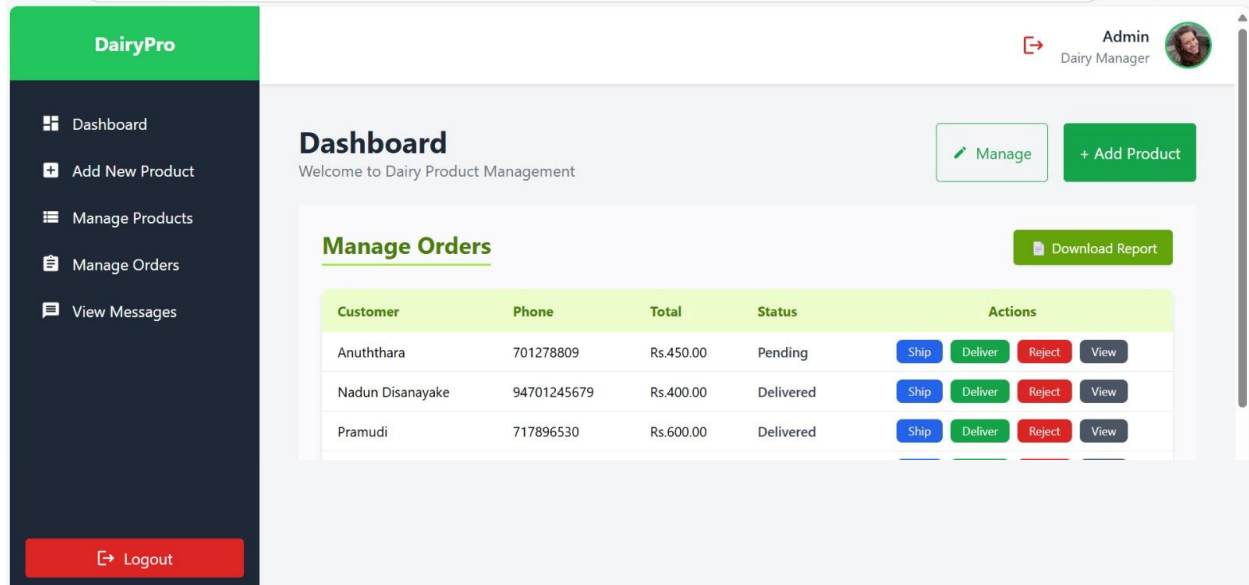 DairyPro
Admin
Dairy Manager
Dashboard
Add New Product
Manage Products
Manage Orders
View Messages
Logout
Dashboard
Welcome to Dairy Product Management
Manage
+ Add Product
Manage Orders
Download Report
Customer Phone Total Status Actions
Anuththara 701278809 Rs.450.00 Pending Ship Deliver Reject View
Nadun Disanayake 94701245679 Rs.400.00 Delivered Ship Deliver Reject View
Pramudi 717896530 Rs.600.00 Delivered Ship Deliver Reject View